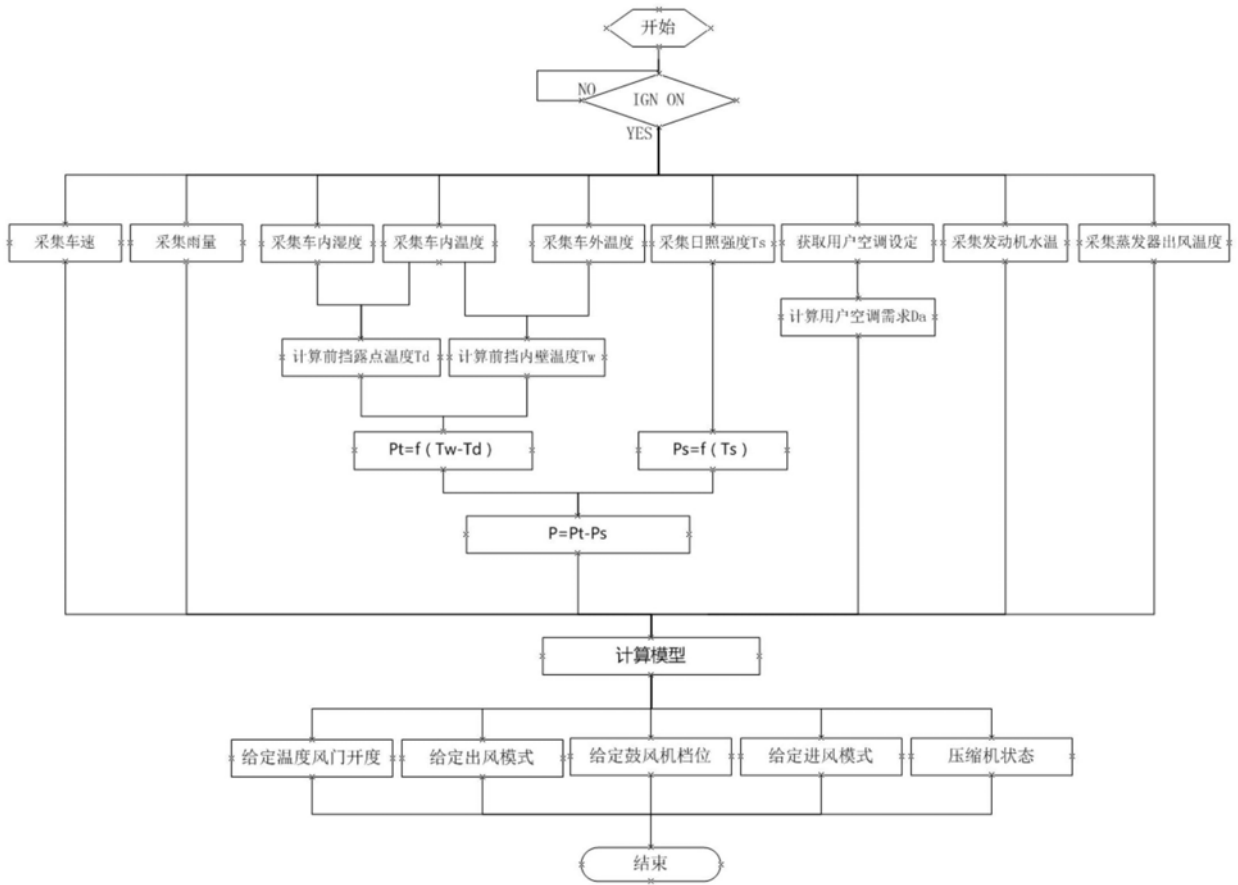 开始
NO
IGN ON
YES
采集车速
采集雨量
采集车内湿度
采集车内温度
采集车外温度
采集日照强度Ts
获取用户空调设定
采集发动机水温
采集蒸发器出风温度
计算用户空调需求Da
计算前挡露点温度Td
计算前挡内壁温度Tw
Pt=f(Tw-Td)
Ps=f(Ts)
P=Pt-Ps
计算模型
给定温度风门开度
给定出风模式
给定鼓风机档位
给定进风模式
压缩机状态
结束